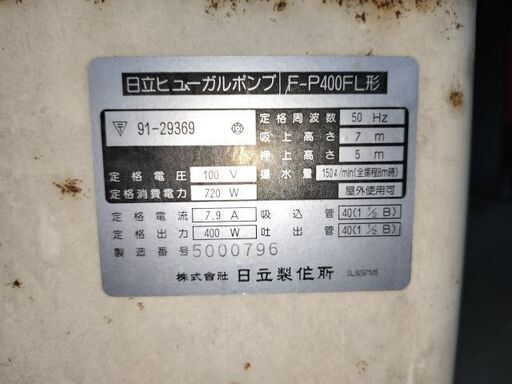 日立ヒューガルポンプ F-P400FL形
91-29369
定格周波数 50 Hz
吸上高さ 7 m
押上高さ 5 m
定格電圧 100 V
揚水量 150ℓ/min(全揚程8m時)
定格消費電力 720 W
屋外使用可
定格電流 7.9 A 吸込管 40(1 ½ B)
定格出力 400 W 吐出管 40(1 ½ B)
製造番号 5000796
株式会社 日立製作所